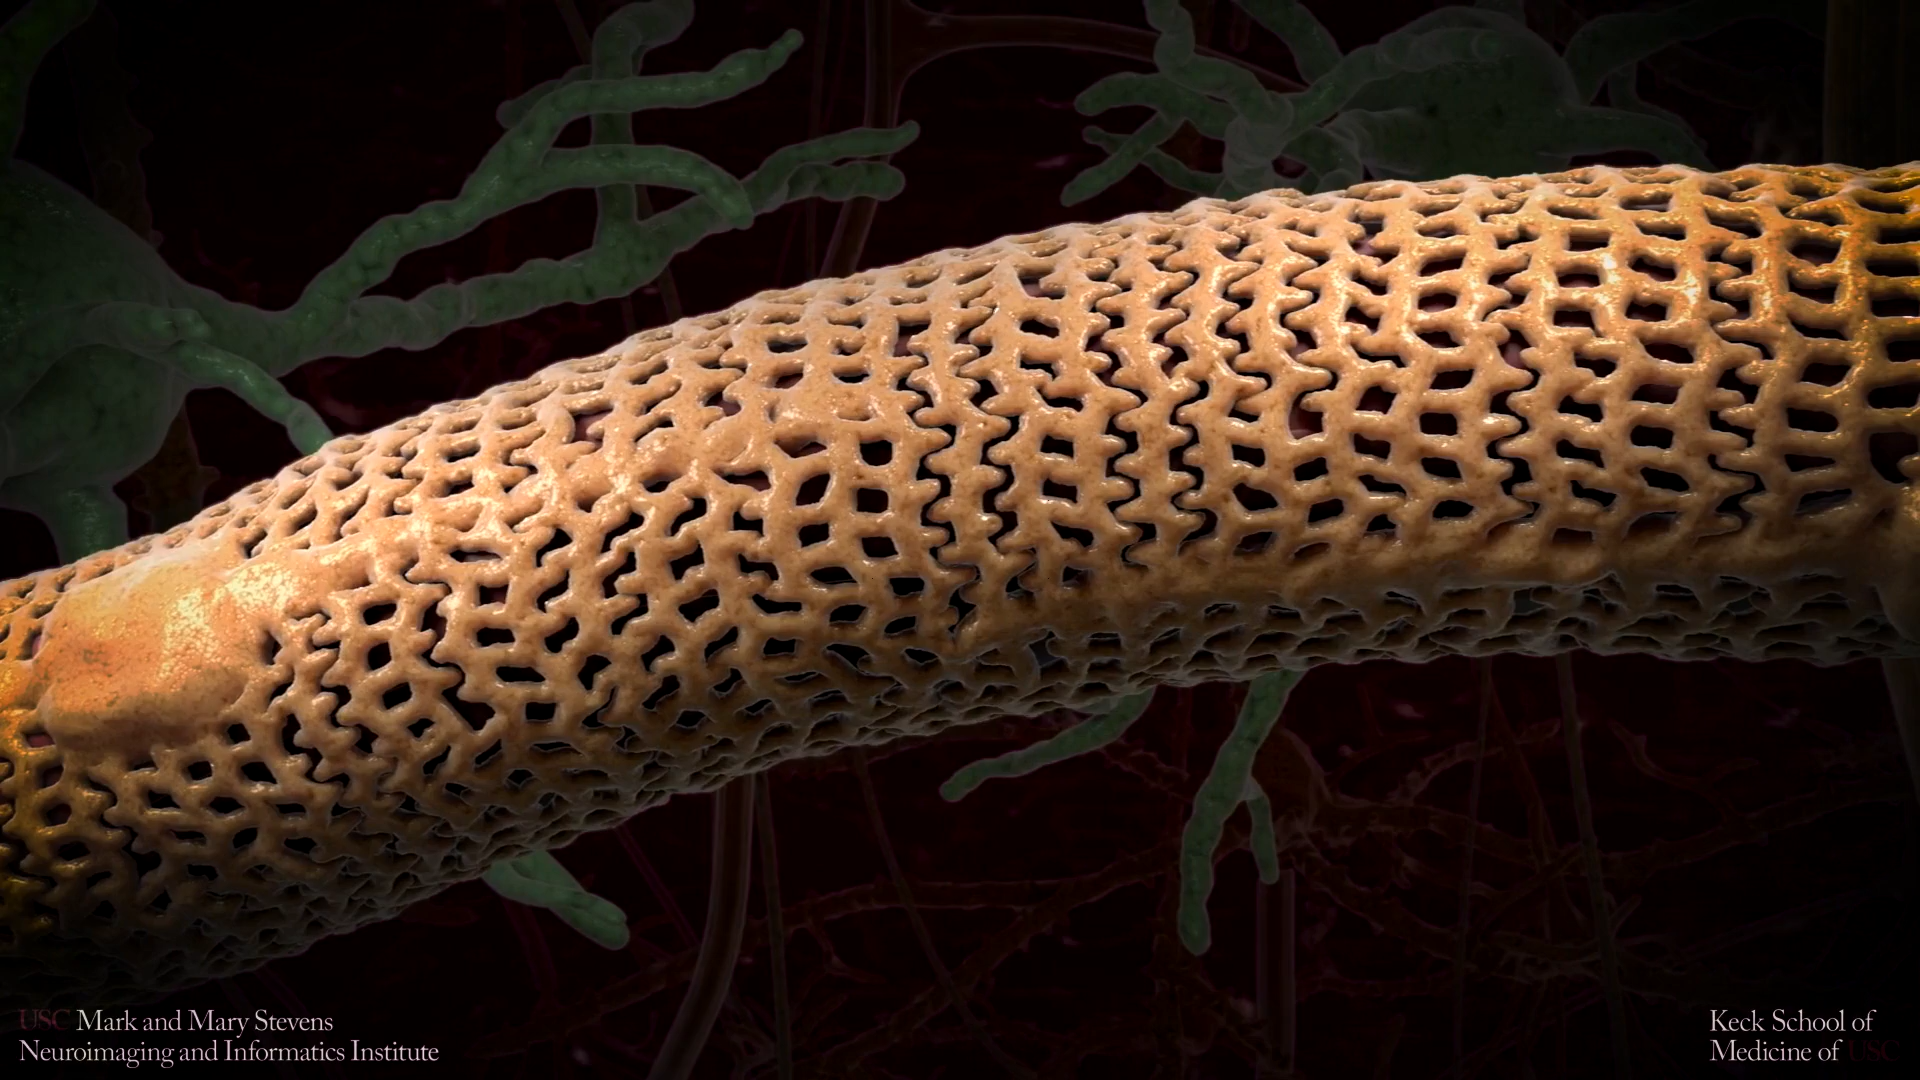 USC Mark and Mary Stevens
Neuroimaging and Informatics Institute
Keck School of
Medicine of USC